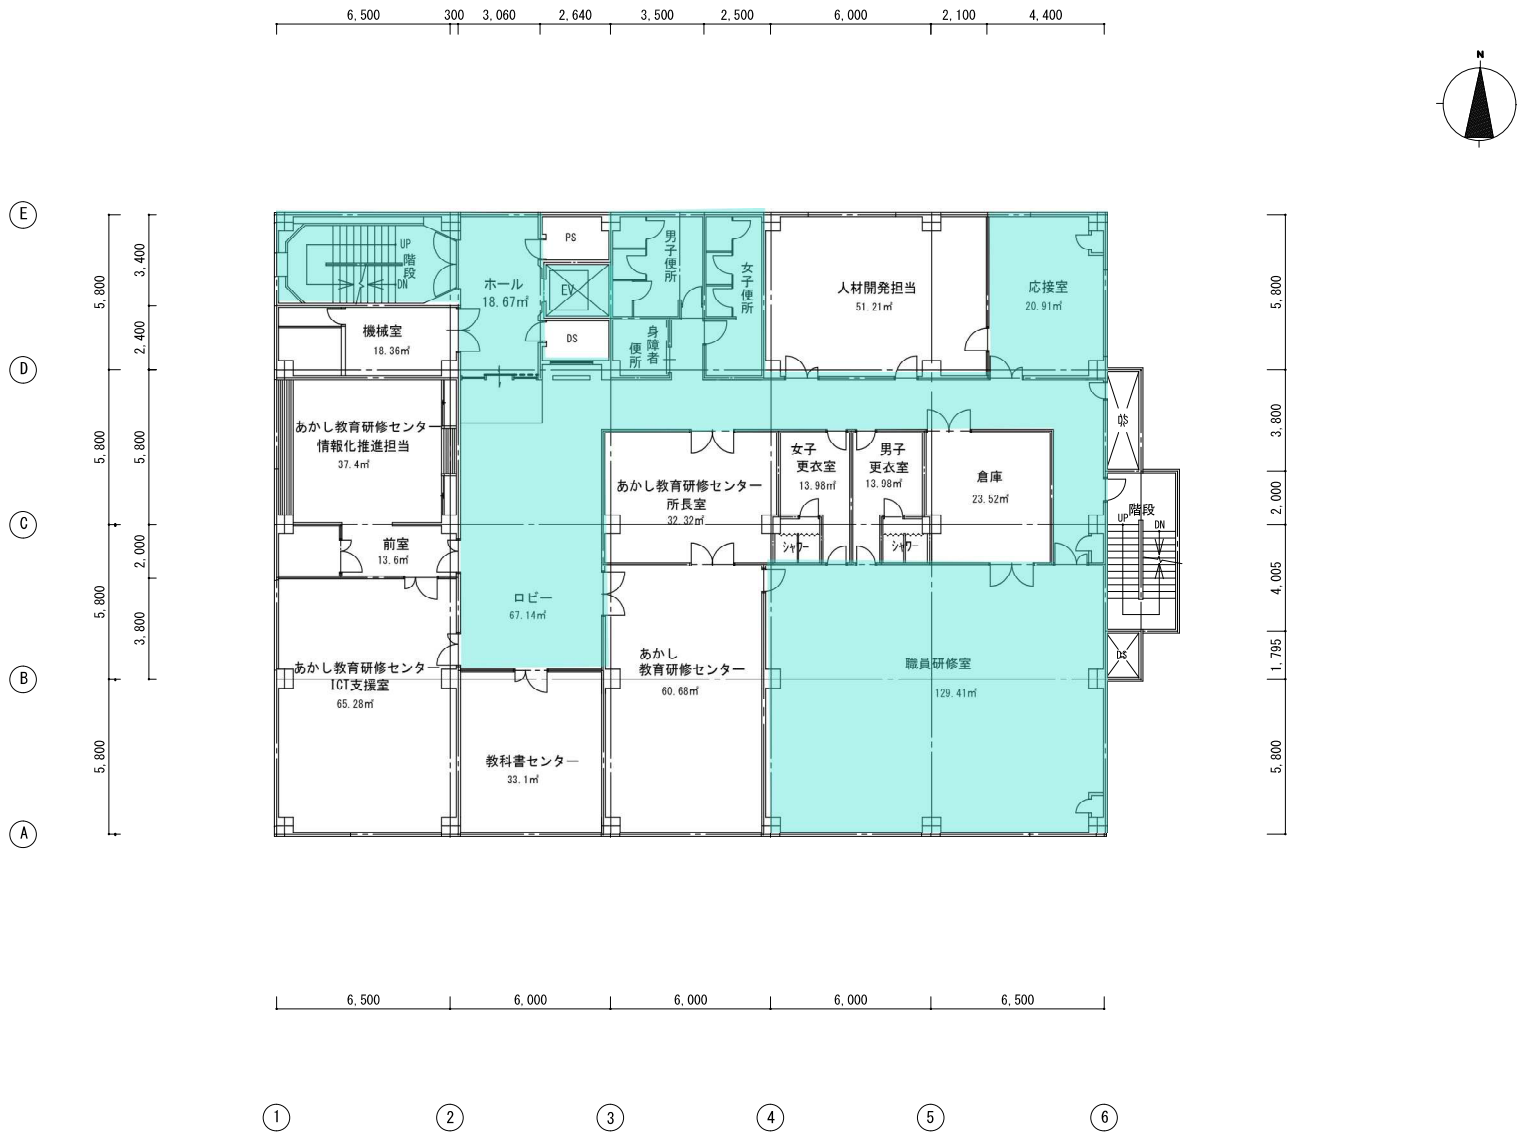 6,500 300 3,060 2,640 3,500 2,500 6,000 2,100 4,400
N
E
D
C
B
A
5,800
5,800
5,800
5,800
3,400
2,400
5,800
2,000
3,800
UP
階段
DN
ホール
18.67㎡
PS
EV
DS
男子便所
女子便所
身障者
便所
人材開発担当
51.21㎡
応接室
20.91㎡
機械室
18.36㎡
あかし教育研修センター
情報化推進担当
37.4㎡
前室
13.6㎡
あかし教育研修センター
所長室
32.32㎡
女子
更衣室
13.98㎡
男子
更衣室
13.98㎡
シャワー
シャワー
倉庫
23.52㎡
DS
階段
UP
DN
DS
ロビー
67.14㎡
あかし教育研修センター
ICT支援室
65.28㎡
教科書センター
33.1㎡
あかし
教育研修センター
60.68㎡
職員研修室
129.41㎡
5,800
3,800
2,000
4,005
1,795
5,800
6,500 6,000 6,000 6,000 6,500
1 2 3 4 5 6